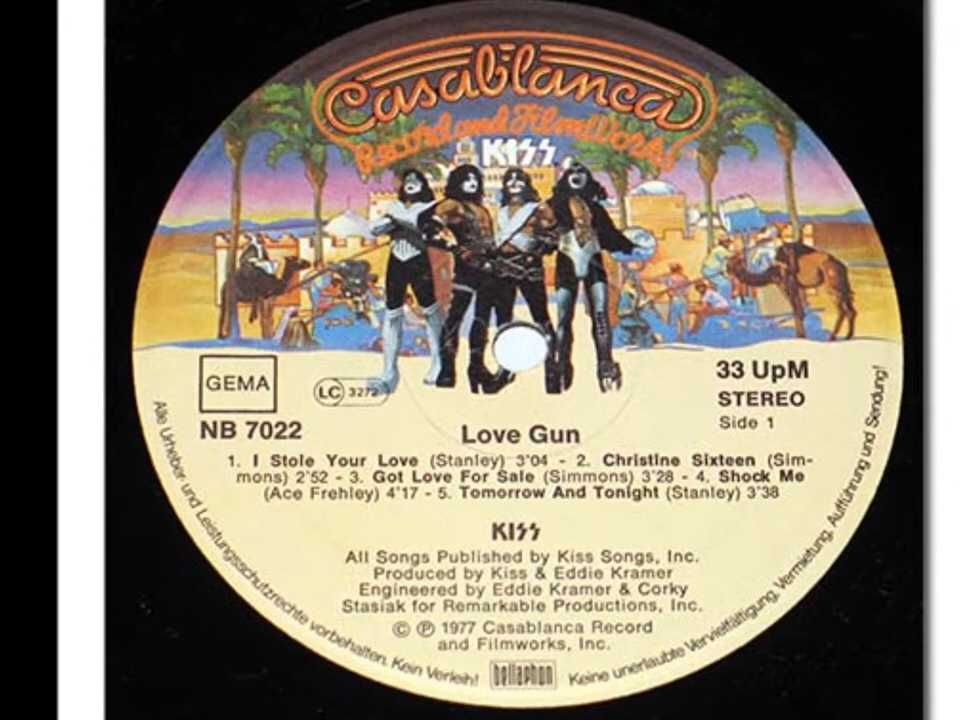 Casablanca
Record and FilmWorks
KISS
GEMA
LC 3272
33 UpM
STEREO
Side 1
NB 7022
Love Gun
1. I Stole Your Love (Stanley) 3'04 - 2. Christine Sixteen (Sim-
mons) 2'52 - 3. Got Love For Sale (Simmons) 3'28 - 4. Shock Me
(Ace Frehley) 4'17 - 5. Tomorrow And Tonight (Stanley) 3'38
KISS
All Songs Published by Kiss Songs, Inc.
Produced by Kiss & Eddie Kramer
Engineered by Eddie Kramer & Corky
Stasiak for Remarkable Productions, Inc.
© ℗ 1977 Casablanca Record
and Filmworks, Inc.
bellaphon
Alle Urheber- und Leistungsschutzrechte vorbehalten. Kein Verleih! Keine unerlaubte Vervielfältigung, Vermietung, Aufführung und Sendung!